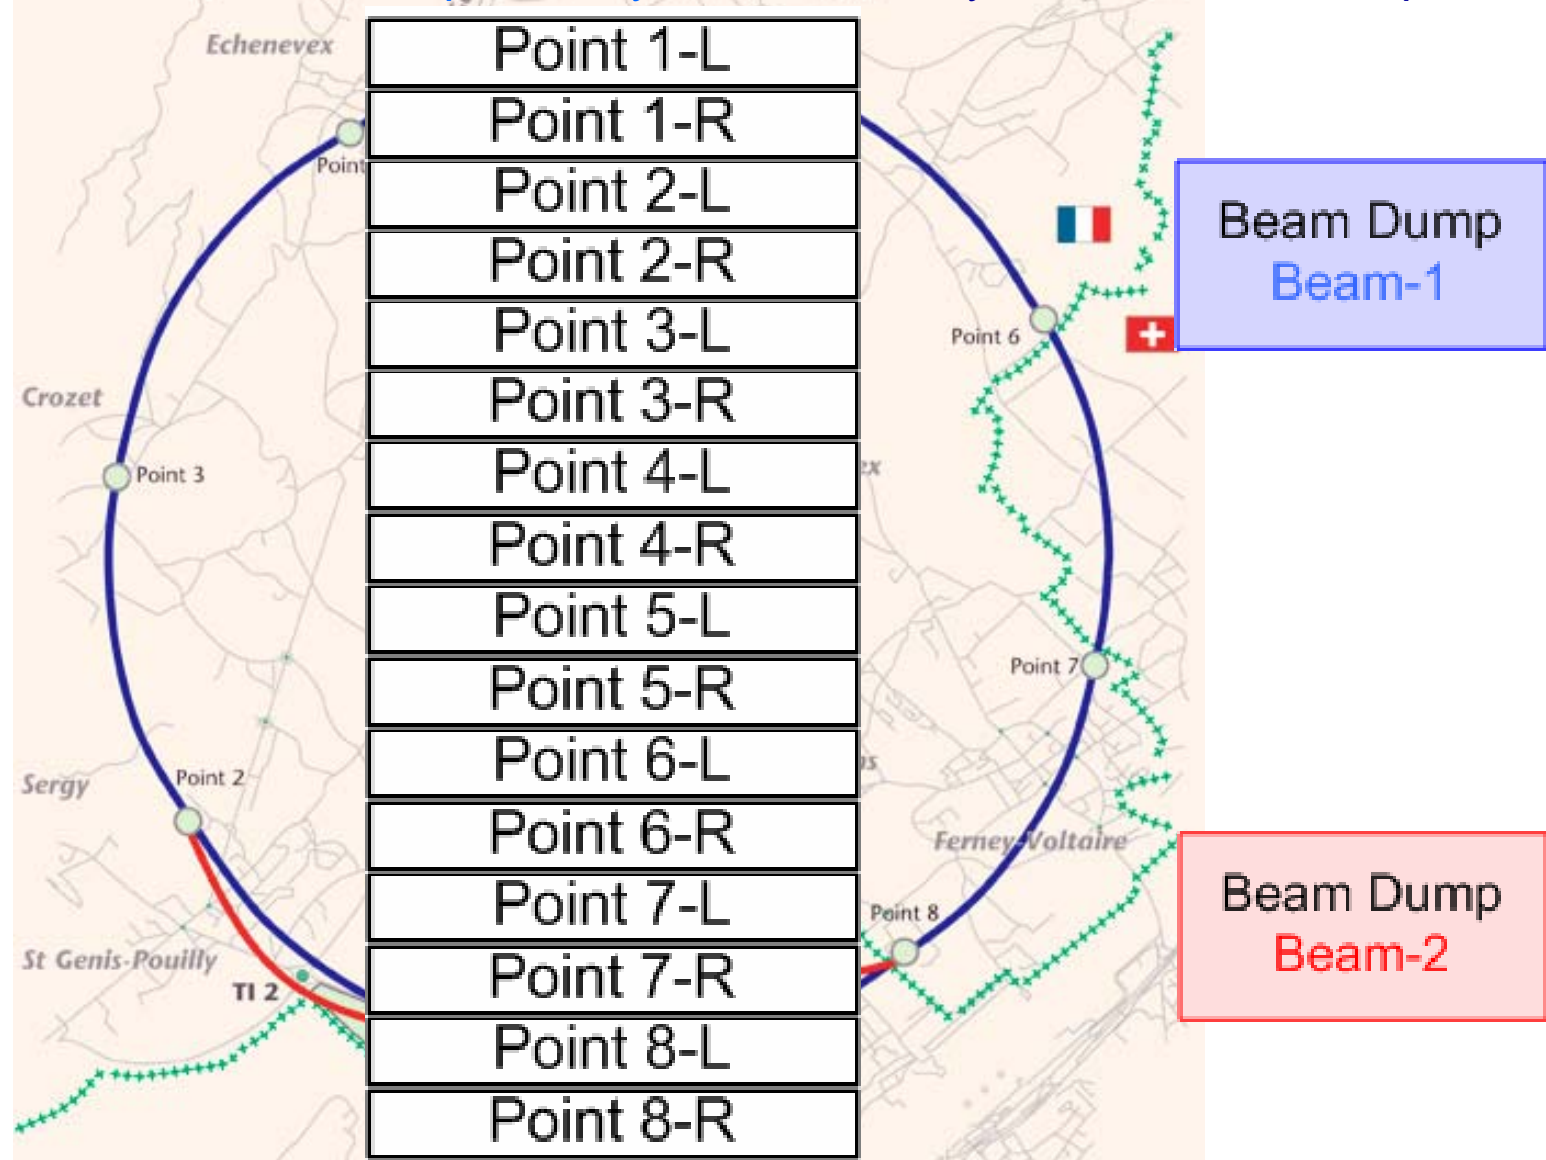 Echenevex
Point 1-L
Point 1-R
Point
Point 2-L
Point 2-R
Beam Dump
Beam-1
Point 3-L
Point 6
Point 3-R
Crozet
Point 4-L
Point 3
Point 4-R
Point 5-L
Point 5-R
Point 7
Point 6-L
Point 2
Sergy
Point 6-R
Ferney-Voltaire
Point 7-L
Beam Dump
Beam-2
Point 8
St Genis-Pouilly
Point 7-R
TI 2
Point 8-L
Point 8-R